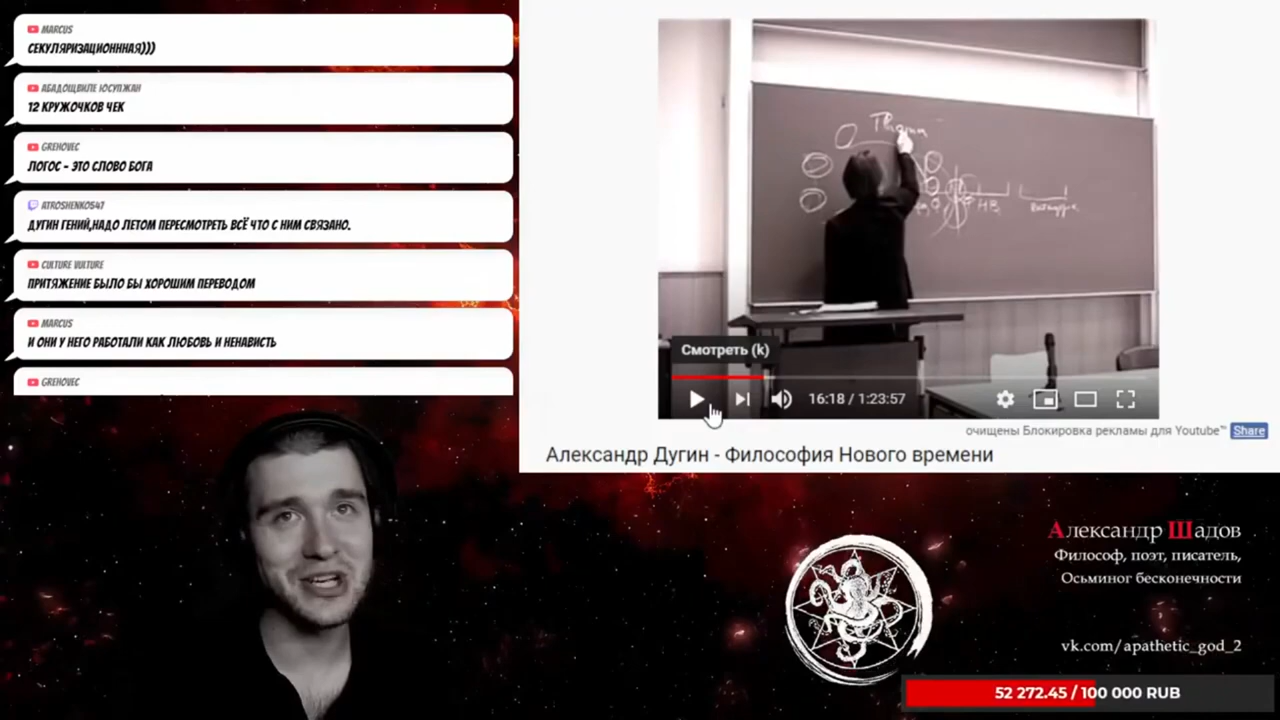 MARCUS
СЕКУЛЯРИЗАЦИОНННАЯ)))
АБАДОЩВИЛЕ ЮСУПЖАН
12 КРУЖОЧКОВ ЧЕК
GREHOVEC
ЛОГОС - ЭТО СЛОВО БОГА
ATROSHENKO547
ДУГИН ГЕНИЙ,НАДО ЛЕТОМ ПЕРЕСМОТРЕТЬ ВСЁ ЧТО С НИМ СВЯЗАНО.
CULTURE VULTURE
ПРИТЯЖЕНИЕ БЫЛО БЫ ХОРОШИМ ПЕРЕВОДОМ
MARCUS
И ОНИ У НЕГО РАБОТАЛИ КАК ЛЮБОВЬ И НЕНАВИСТЬ
GREHOVEC
Смотреть (k)
16:18 / 1:23:57
очищены Блокировка рекламы для Youtube™ Share
Александр Дугин - Философия Нового времени
Александр Шадов
Философ, поэт, писатель,
Осьминог бесконечности
vk.com/apathetic_god_2
52 272.45 / 100 000 RUB